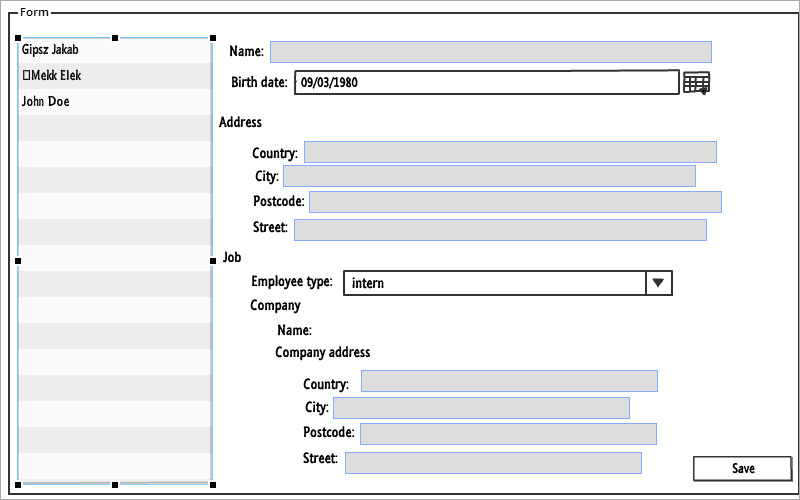 Form
Gipsz Jakab
Mekk Elek
John Doe
Name:
Birth date: 09/03/1980
Address
Country:
City:
Postcode:
Street:
Job
Employee type: intern
Company
Name:
Company address
Country:
City:
Postcode:
Street:
Save